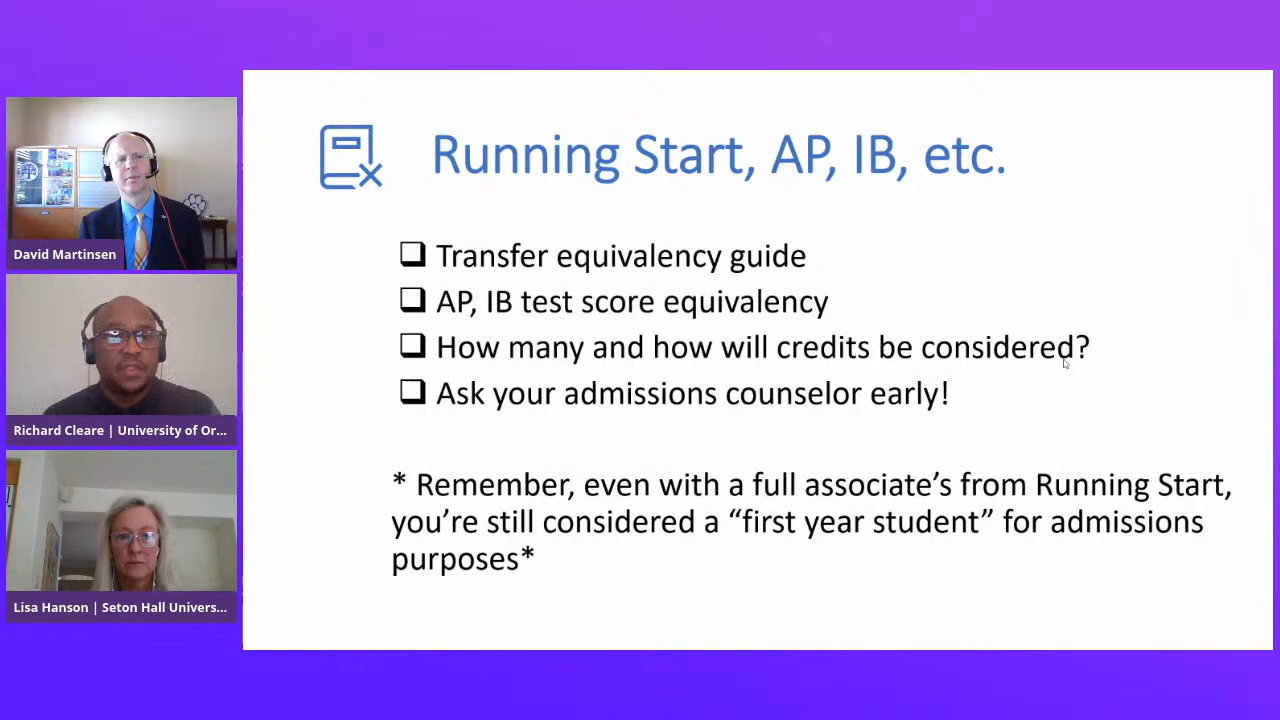 Running Start, AP, IB, etc.
Transfer equivalency guide
AP, IB test score equivalency
How many and how will credits be considered?
Ask your admissions counselor early!
* Remember, even with a full associate’s from Running Start,
you’re still considered a “first year student” for admissions
purposes*
David Martinsen
Richard Cleare | University of Or...
Lisa Hanson | Seton Hall Univers...